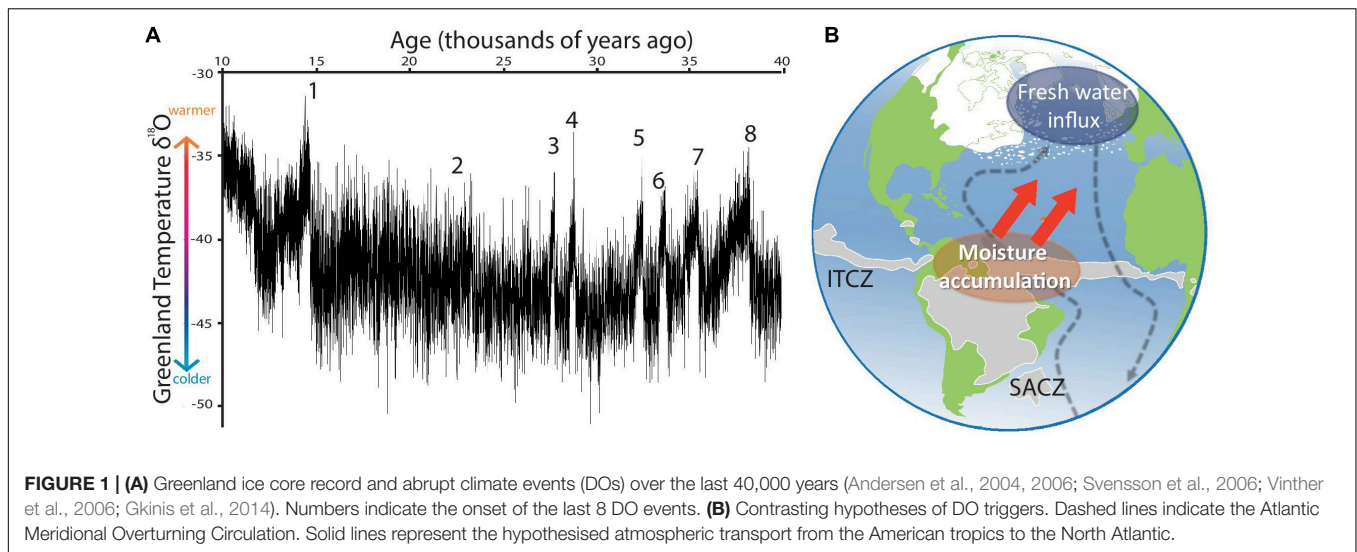 A
Age (thousands of years ago)
10 15 20 25 30 35 40
-30
-35
-40
-45
-50
Greenland Temperature δ18O
warmer
colder
1
2
3
4
5
6
7
8
B
Fresh water
influx
Moisture
accumulation
ITCZ
SACZ
FIGURE 1 | (A) Greenland ice core record and abrupt climate events (DOs) over the last 40,000 years (Andersen et al., 2004, 2006; Svensson et al., 2006; Vinther
et al., 2006; Gkinis et al., 2014). Numbers indicate the onset of the last 8 DO events. (B) Contrasting hypotheses of DO triggers. Dashed lines indicate the Atlantic
Meridional Overturning Circulation. Solid lines represent the hypothesised atmospheric transport from the American tropics to the North Atlantic.